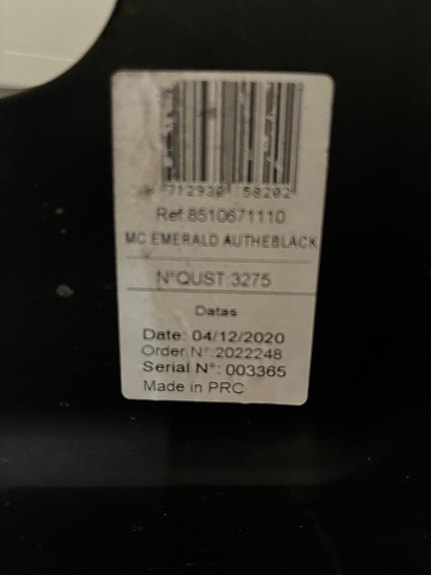 712930 58202
Ref.8510671110
MC EMERALD AUTHEBLACK
N°QUST 3275
Datas
Date: 04/12/2020
Order N°:2022248
Serial N°: 003365
Made in PRC